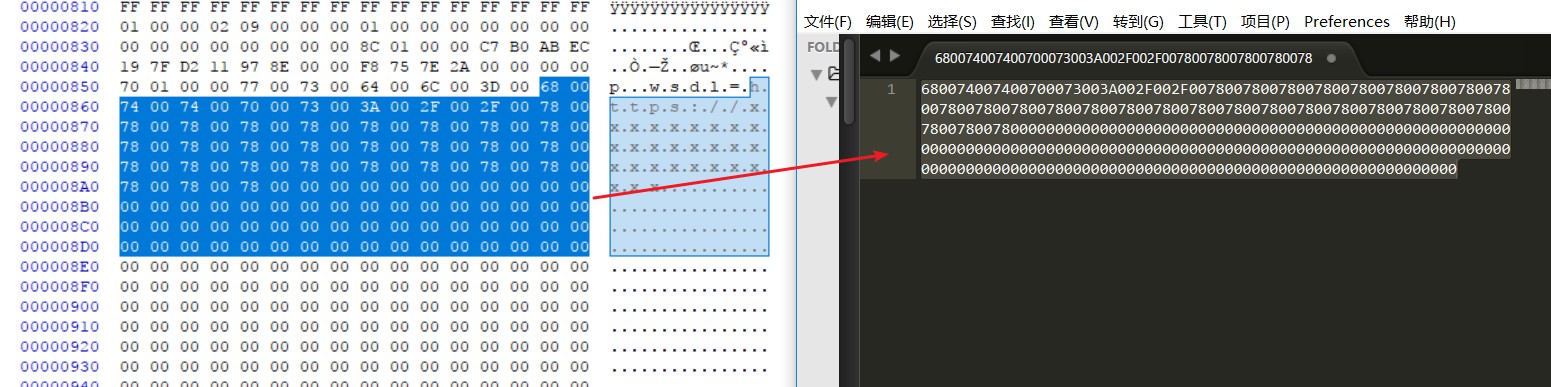 00000810 FF FF FF FF FF FF FF FF FF FF FF FF FF FF FF FF ÿÿÿÿÿÿÿÿÿÿÿÿÿÿÿÿ
00000820 01 00 00 02 09 00 00 00 01 00 00 00 00 00 00 00 ................
00000830 00 00 00 00 00 00 00 00 8C 01 00 00 C7 B0 AB EC ........Œ...Ç°«ì
00000840 19 7F D2 11 97 8E 00 00 F8 75 7E 2A 00 00 00 00 ..Ò.—Ž..øu~*....
00000850 70 01 00 00 77 00 73 00 64 00 6C 00 3D 00 68 00 p...w.s.d.l.=.h.
00000860 74 00 74 00 70 00 73 00 3A 00 2F 00 2F 00 78 00 t.t.p.s.:././.x.
00000870 78 00 78 00 78 00 78 00 78 00 78 00 78 00 78 00 x.x.x.x.x.x.x.x.
00000880 78 00 78 00 78 00 78 00 78 00 78 00 78 00 78 00 x.x.x.x.x.x.x.x.
00000890 78 00 78 00 78 00 78 00 78 00 78 00 78 00 78 00 x.x.x.x.x.x.x.x.
000008A0 78 00 78 00 78 00 00 00 00 00 00 00 00 00 00 00 x.x.x...........
000008B0 00 00 00 00 00 00 00 00 00 00 00 00 00 00 00 00 ................
000008C0 00 00 00 00 00 00 00 00 00 00 00 00 00 00 00 00 ................
000008D0 00 00 00 00 00 00 00 00 00 00 00 00 00 00 00 00 ................
000008E0 00 00 00 00 00 00 00 00 00 00 00 00 00 00 00 00 ................
000008F0 00 00 00 00 00 00 00 00 00 00 00 00 00 00 00 00 ................
00000900 00 00 00 00 00 00 00 00 00 00 00 00 00 00 00 00 ................
00000910 00 00 00 00 00 00 00 00 00 00 00 00 00 00 00 00 ................
00000920 00 00 00 00 00 00 00 00 00 00 00 00 00 00 00 00 ................
00000930 00 00 00 00 00 00 00 00 00 00 00 00 00 00 00 00 ................
00000940 00 00 00 00 00 00 00 00 00 00 00 00 00 00 00 00 ................
文件(F) 编辑(E) 选择(S) 查找(I) 查看(V) 转到(G) 工具(T) 项目(P) Preferences 帮助(H)
FOLD
680074007400700073003A002F002F00780078007800780078
1